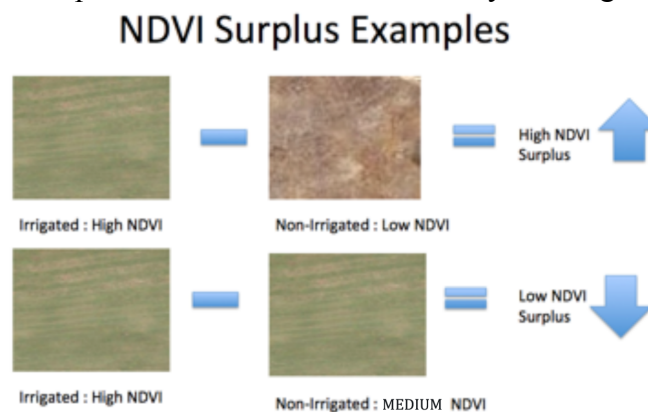 NDVI Surplus Examples
High NDVI
Surplus
Irrigated : High NDVI
Non-Irrigated : Low NDVI
Low NDVI
Surplus
Irrigated : High NDVI
Non-Irrigated : MEDIUM NDVI